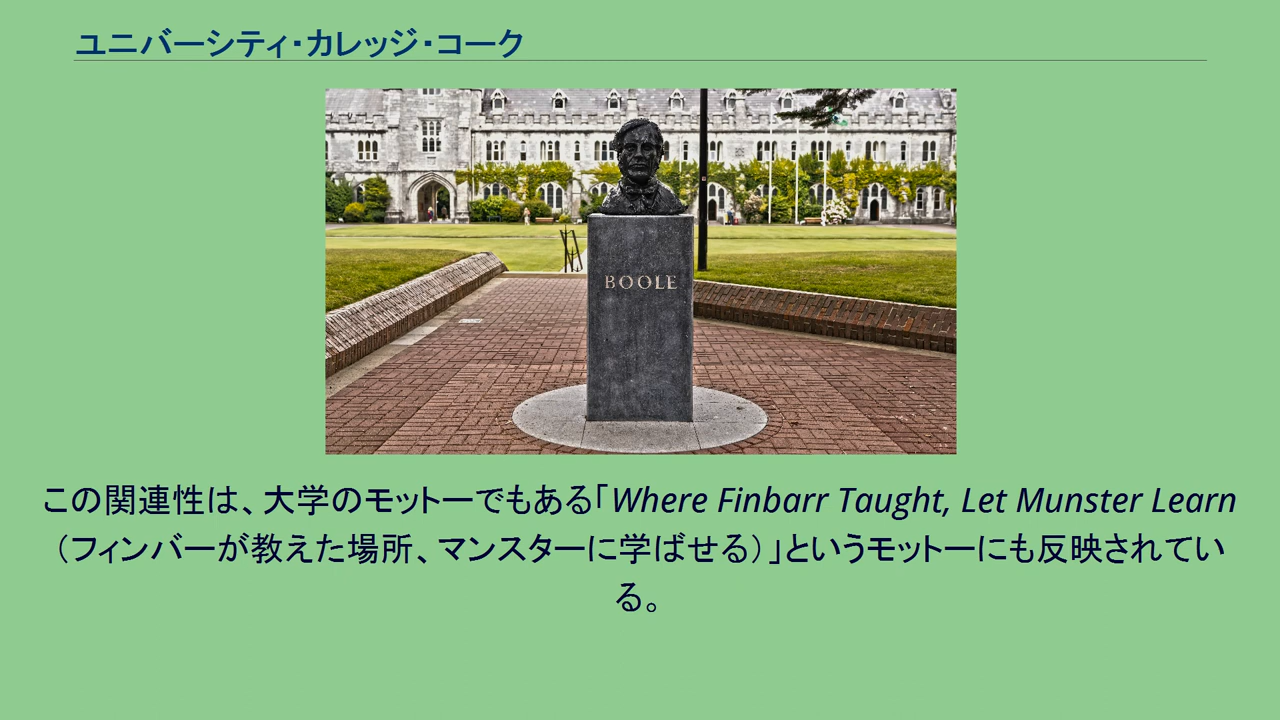 ユニバーシティ・カレッジ・コーク
BOOLE
この関連性は、大学のモットーでもある「Where Finbarr Taught, Let Munster Learn
（フィンバーが教えた場所、マンスターに学ばせる）」というモットーにも反映されてい
る。